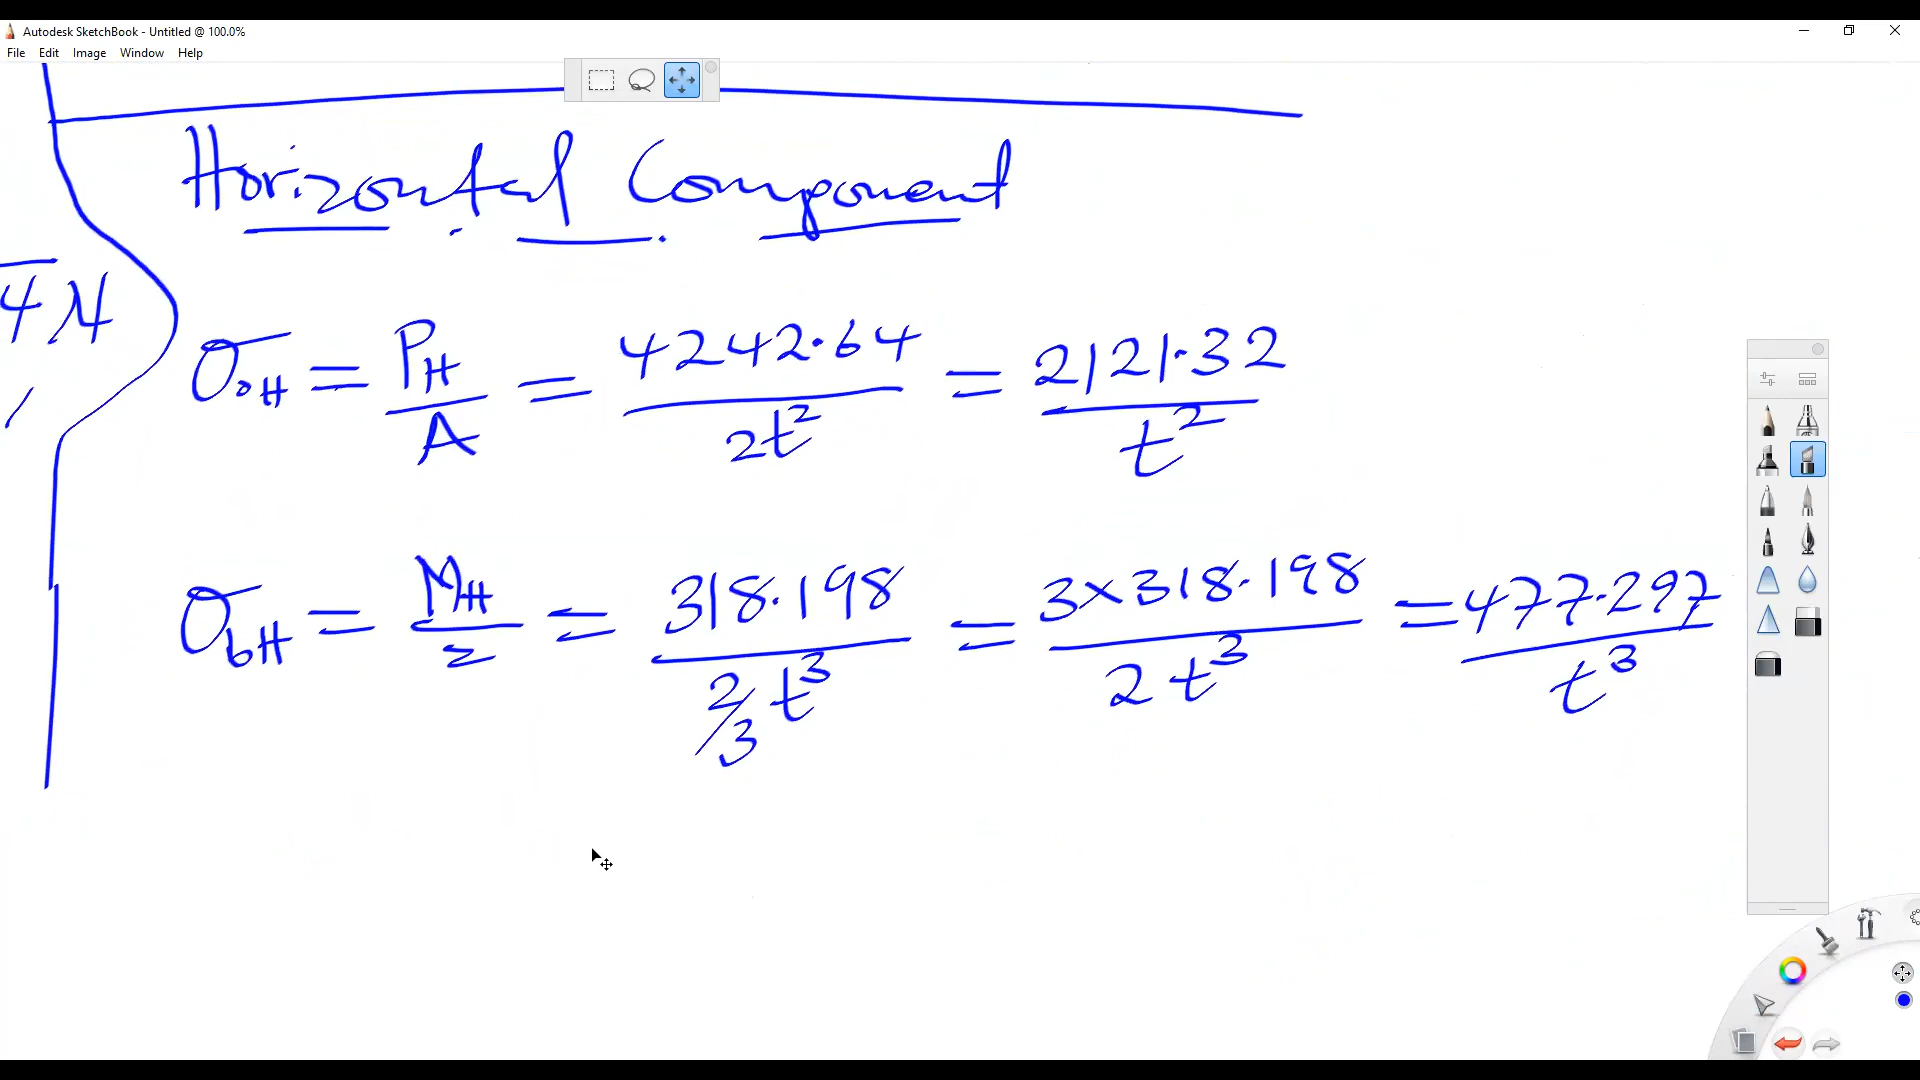 Autodesk SketchBook - Untitled @ 100.0%
File Edit Image Window Help
Horizontal Component
4N
σ₀H = PH/A = 4242.64/2t² = 2121.32/t²
σbH = MH/z = 318.198/(2/3 t³) = 3×318.198/2t³ = 477.297/t³